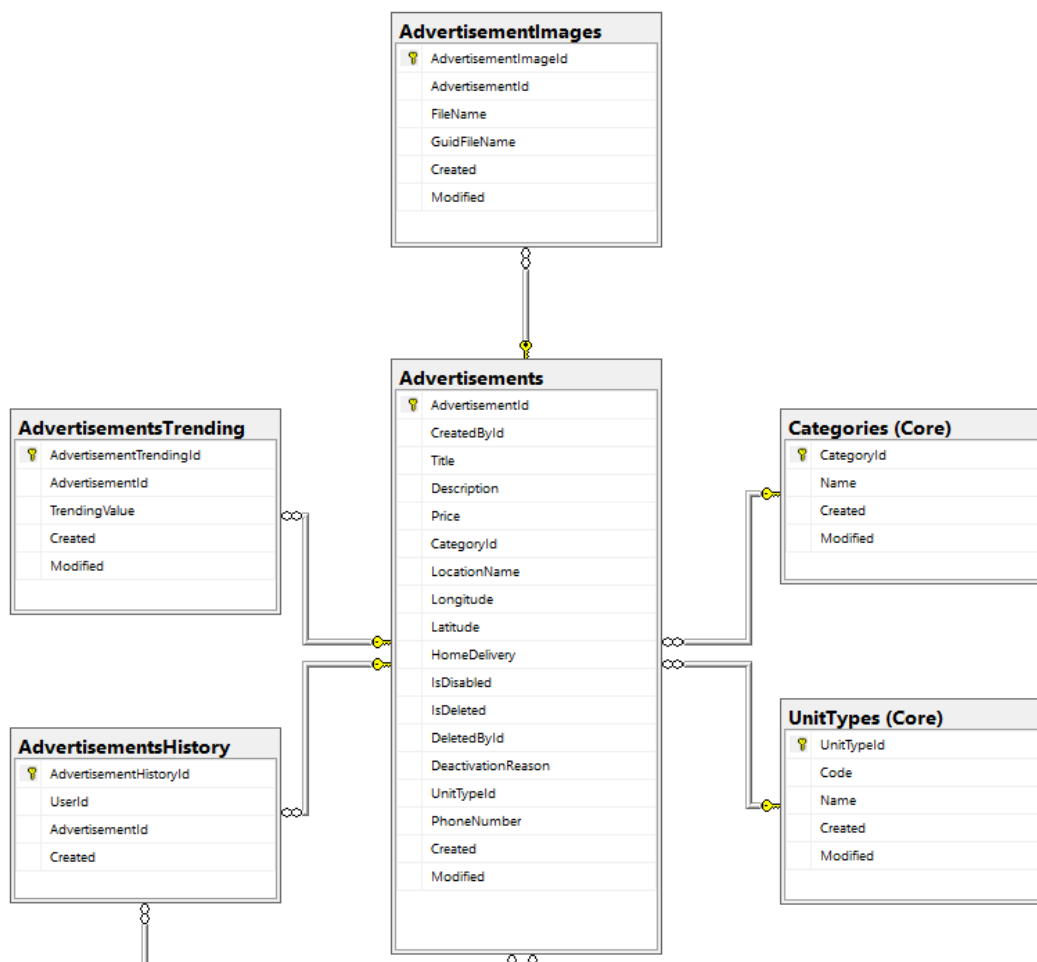 AdvertisementImages
AdvertisementImageId
AdvertisementId
FileName
GuidFileName
Created
Modified
Advertisements
AdvertisementId
CreatedById
Title
Description
Price
CategoryId
LocationName
Longitude
Latitude
HomeDelivery
IsDisabled
IsDeleted
DeletedById
DeactivationReason
UnitTypeId
PhoneNumber
Created
Modified
AdvertisementsTrending
AdvertisementTrendingId
AdvertisementId
TrendingValue
Created
Modified
AdvertisementsHistory
AdvertisementHistoryId
UserId
AdvertisementId
Created
Categories (Core)
CategoryId
Name
Created
Modified
UnitTypes (Core)
UnitTypeId
Code
Name
Created
Modified